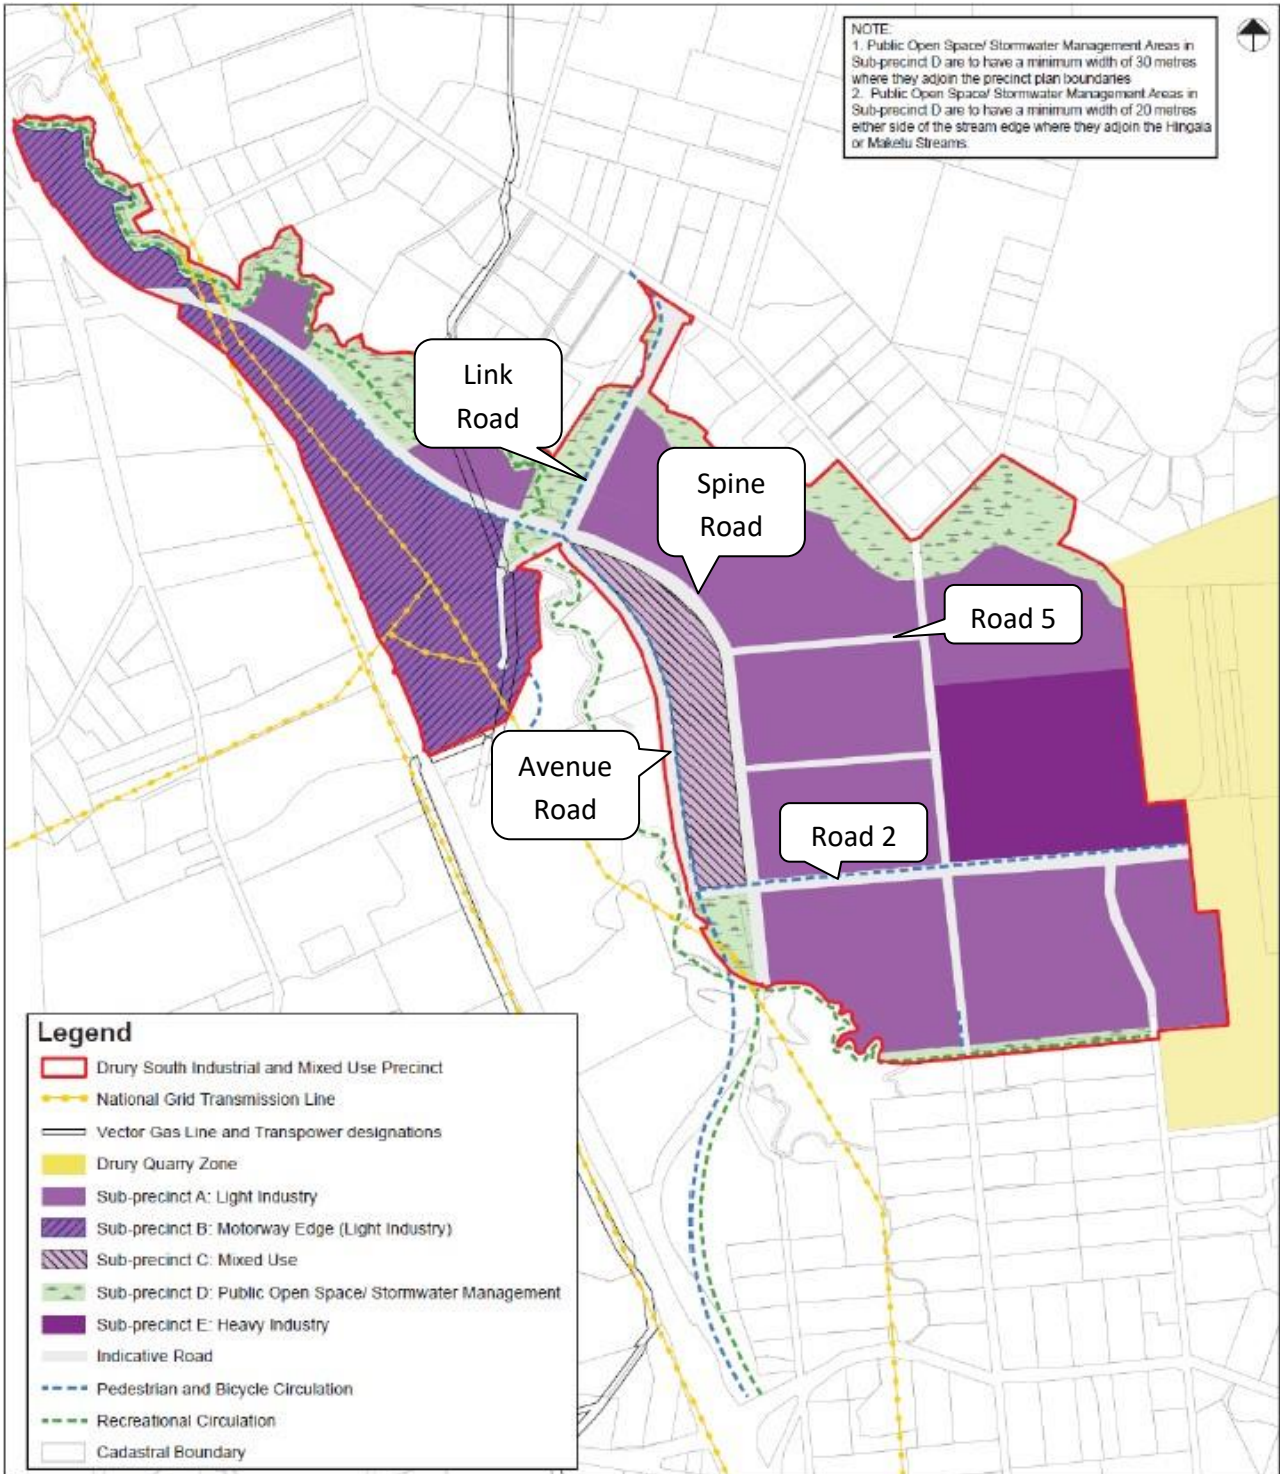 NOTE:
1. Public Open Space/ Stormwater Management Areas in
Sub-precinct D are to have a minimum width of 30 metres
where they adjoin the precinct plan boundaries
2. Public Open Space/ Stormwater Management Areas in
Sub-precinct D are to have a minimum width of 20 metres
either side of the stream edge where they adjoin the Hingaia
or Maketu Streams.
Link
Road
Spine
Road
Road 5
Avenue
Road
Road 2
Legend
Drury South Industrial and Mixed Use Precinct
National Grid Transmission Line
Vector Gas Line and Transpower designations
Drury Quarry Zone
Sub-precinct A: Light Industry
Sub-precinct B: Motorway Edge (Light Industry)
Sub-precinct C: Mixed Use
Sub-precinct D: Public Open Space/ Stormwater Management
Sub-precinct E: Heavy Industry
Indicative Road
Pedestrian and Bicycle Circulation
Recreational Circulation
Cadastral Boundary